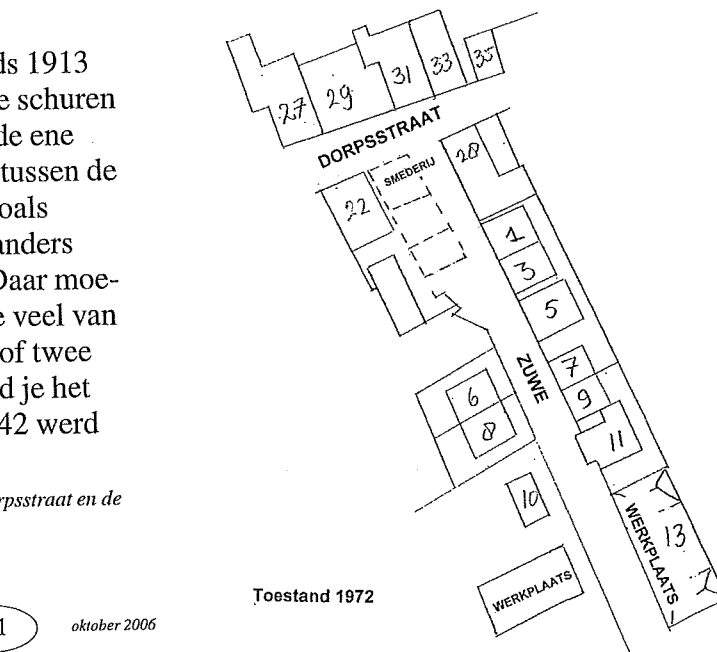 ds 1913
e schuren
de ene
tussen de
oals
anders
Daar moe-
e veel van
of twee
d je het
42 werd
rpsstraat en de
1
oktober 2006
27
29
31
33
35
DORPSSTRAAT
SMEDERIJ
22
28
1
3
5
ZUWE
7
9
11
6
8
10
WERKPLAATS
13
WERKPLAATS
Toestand 1972